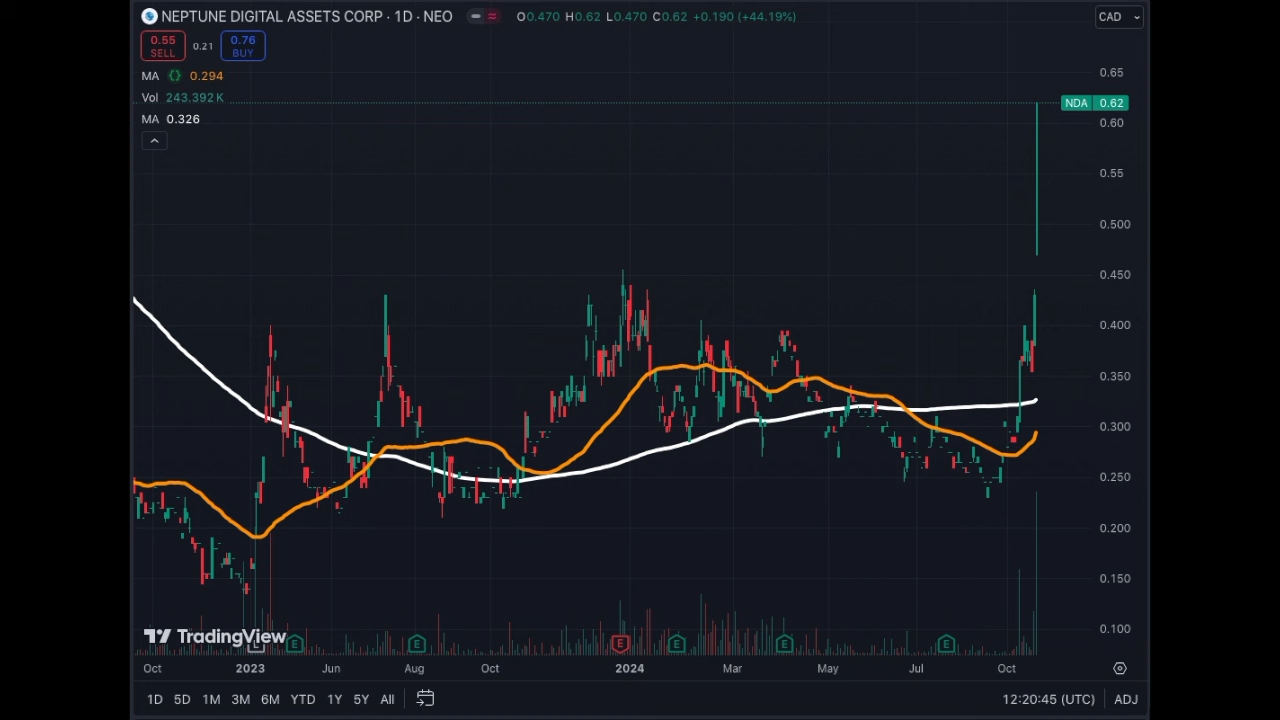 NEPTUNE DIGITAL ASSETS CORP · 1D · NEO O0.470 H0.62 L0.470 C0.62 +0.190 (+44.19%) CAD
0.55 0.21 0.76
SELL BUY
MA 0.294
Vol 243.392 K
MA 0.326
0.65
NDA 0.62
0.60
0.55
0.500
0.450
0.400
0.350
0.300
0.250
0.200
0.150
0.100
TradingView
L E E E E E E
Oct 2023 Jun Aug Oct 2024 Mar May Jul Oct
1D 5D 1M 3M 6M YTD 1Y 5Y All 12:20:45 (UTC) ADJ